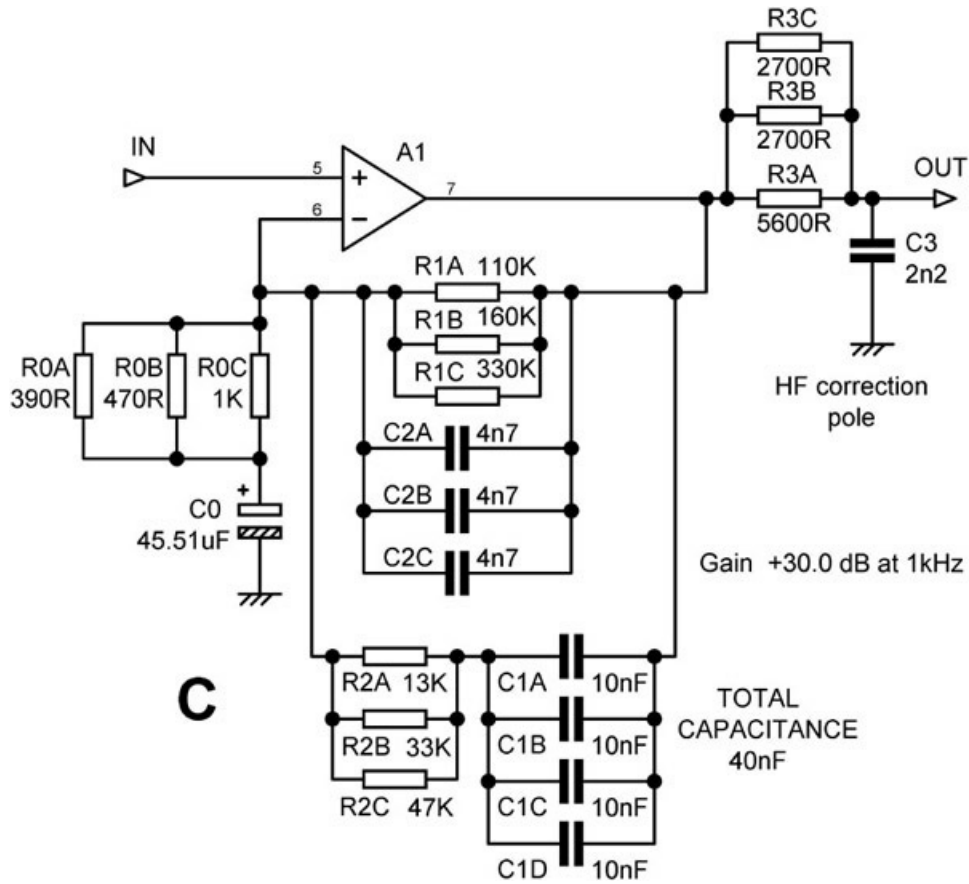 R3C
2700R
R3B
2700R
R3A
5600R
IN
A1
5
+
6
−
7
OUT
C3
2n2
HF correction
pole
R1A 110K
R1B 160K
R1C 330K
R0A
390R
R0B
470R
R0C
1K
C2A 4n7
C2B 4n7
C2C 4n7
+
C0
45.51uF
Gain +30.0 dB at 1kHz
C
R2A 13K
R2B 33K
R2C 47K
C1A 10nF
C1B 10nF
C1C 10nF
C1D 10nF
TOTAL
CAPACITANCE
40nF